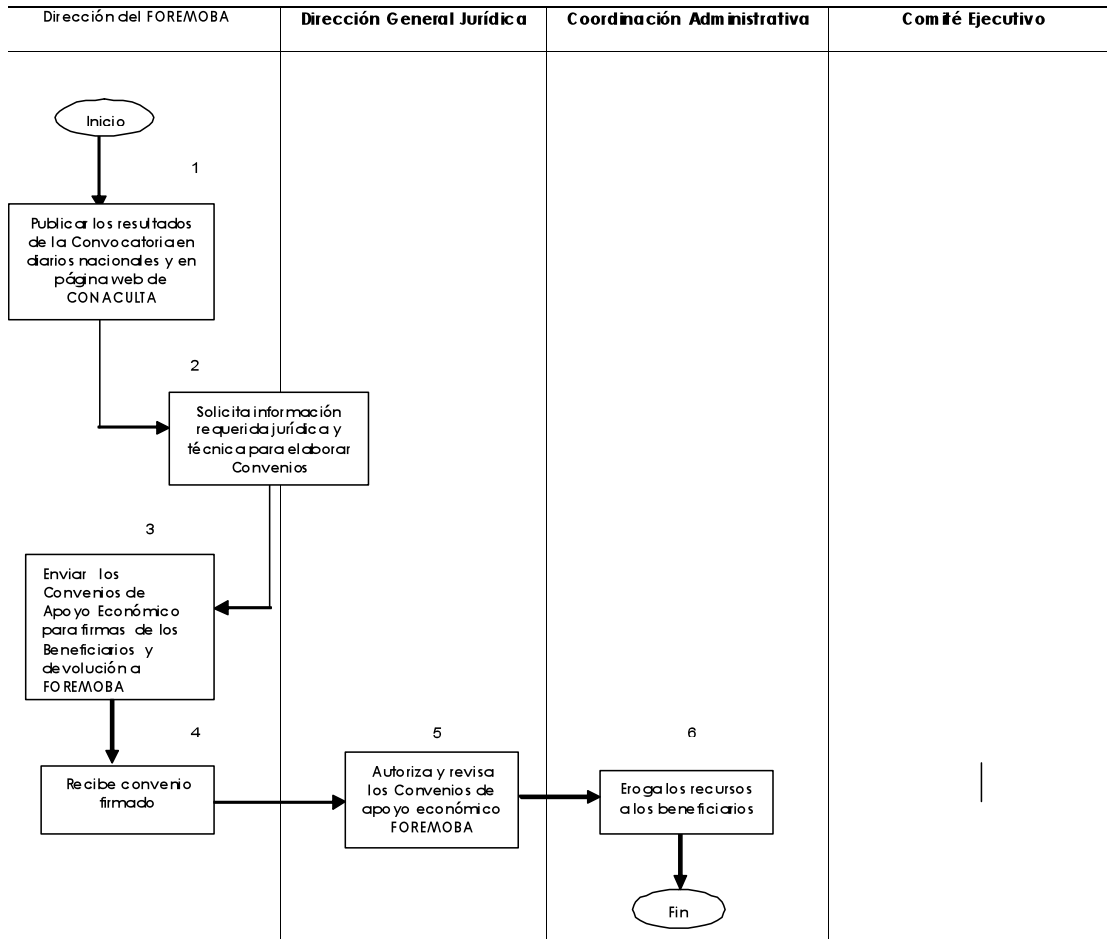 Dirección del FOREMOBA
Dirección General Jurídica
Coordinación Administrativa
Comité Ejecutivo
Inicio
1
Publicar los resultados
de la Convocatoria en
diarios nacionales y en
página web de
CONACULTA
2
Solicita información
requerida jurídica y
técnica para elaborar
Convenios
3
Enviar los
Convenios de
Apoyo Económico
para firmas de los
Beneficiarios y
devolución a
FOREMOBA
4
Recibe convenio
firmado
5
Autoriza y revisa
los Convenios de
apoyo económico
FOREMOBA
6
Eroga los recursos
a los beneficiarios
Fin